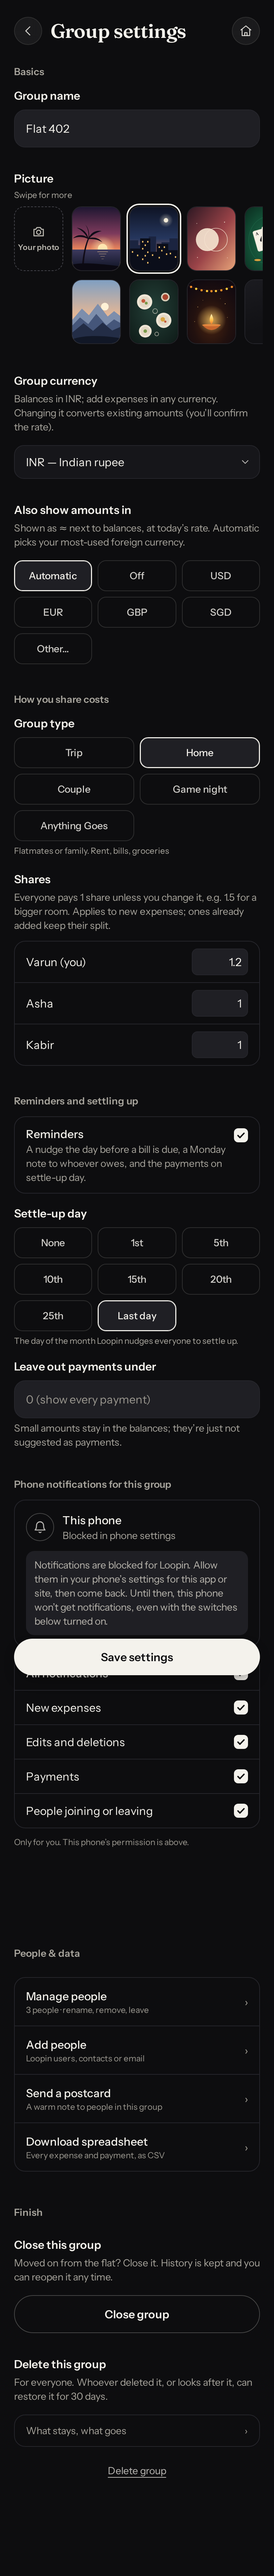 Group settings
Basics
Group name
Flat 402
Picture
Swipe for more
Your photo
Group currency
Balances in INR; add expenses in any currency.
Changing it converts existing amounts (you'll confirm
the rate).
INR — Indian rupee
Also show amounts in
Shown as ≈ next to balances, at today's rate. Automatic
picks your most-used foreign currency.
Automatic
Off
USD
EUR
GBP
SGD
Other…
How you share costs
Group type
Trip
Home
Couple
Game night
Anything Goes
Flatmates or family. Rent, bills, groceries
Shares
Everyone pays 1 share unless you change it, e.g. 1.5 for a
bigger room. Applies to new expenses; ones already
added keep their split.
Varun (you) 1.2
Asha 1
Kabir 1
Reminders and settling up
Reminders
A nudge the day before a bill is due, a Monday
note to whoever owes, and the payments on
settle-up day.
Settle-up day
None
1st
5th
10th
15th
20th
25th
Last day
The day of the month Loopin nudges everyone to settle up.
Leave out payments under
0 (show every payment)
Small amounts stay in the balances; they're just not
suggested as payments.
Phone notifications for this group
This phone
Blocked in phone settings
Notifications are blocked for Loopin. Allow
them in your phone's settings for this app or
site, then come back. Until then, this phone
won't get notifications, even with the switches
below turned on.
Save settings
All notifications
New expenses
Edits and deletions
Payments
People joining or leaving
Only for you. This phone's permission is above.
People & data
Manage people
3 people · rename, remove, leave
Add people
Loopin users, contacts or email
Send a postcard
A warm note to people in this group
Download spreadsheet
Every expense and payment, as CSV
Finish
Close this group
Moved on from the flat? Close it. History is kept and you
can reopen it any time.
Close group
Delete this group
For everyone. Whoever deleted it, or looks after it, can
restore it for 30 days.
What stays, what goes
Delete group